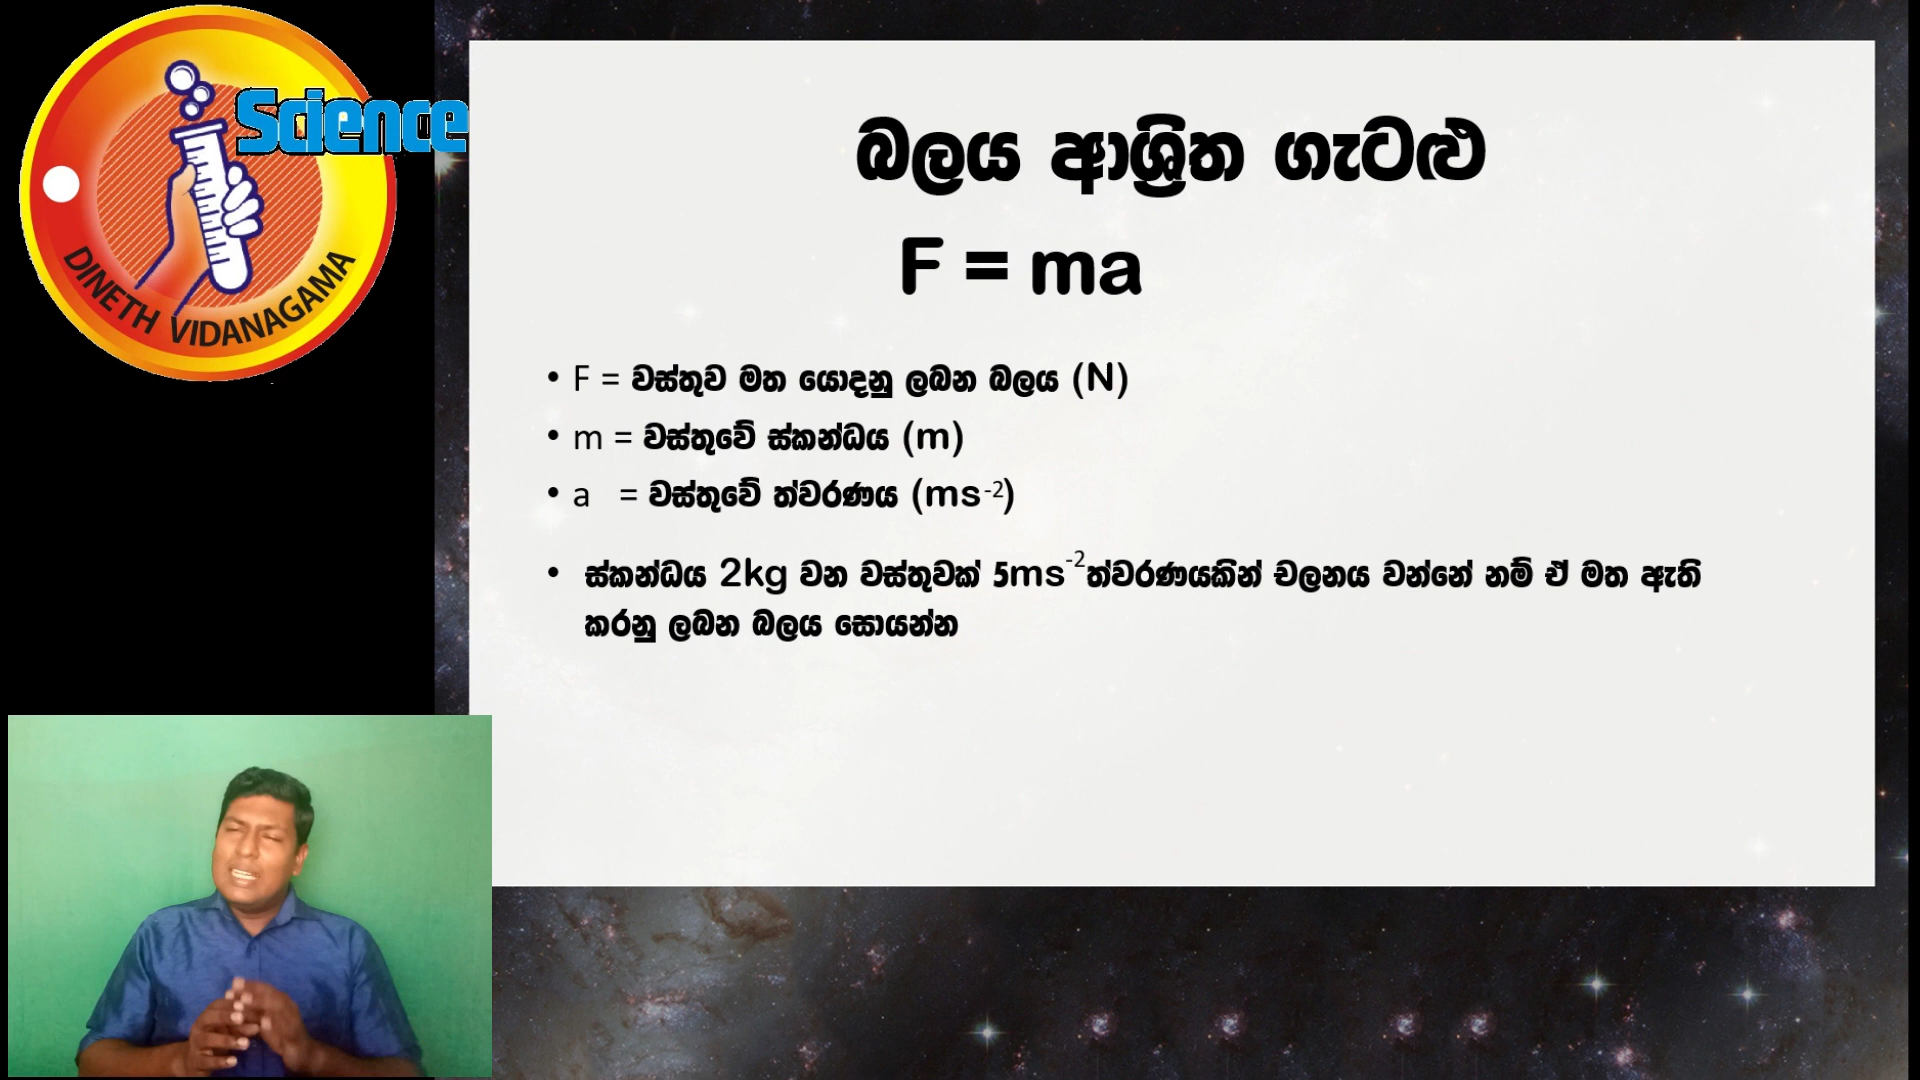 Science
DINETH VIDANAGAMA
බලය ආශ්‍රිත ගැටළු
F = ma
• F = වස්තුව මත යොදනු ලබන බලය (N)
• m = වස්තුවේ ස්කන්ධය (m)
• a = වස්තුවේ ත්වරණය (ms⁻²)
• ස්කන්ධය 2kg වන වස්තුවක් 5ms⁻²ත්වරණයකින් චලනය වන්නේ නම් ඒ මත ඇති
කරනු ලබන බලය සොයන්න